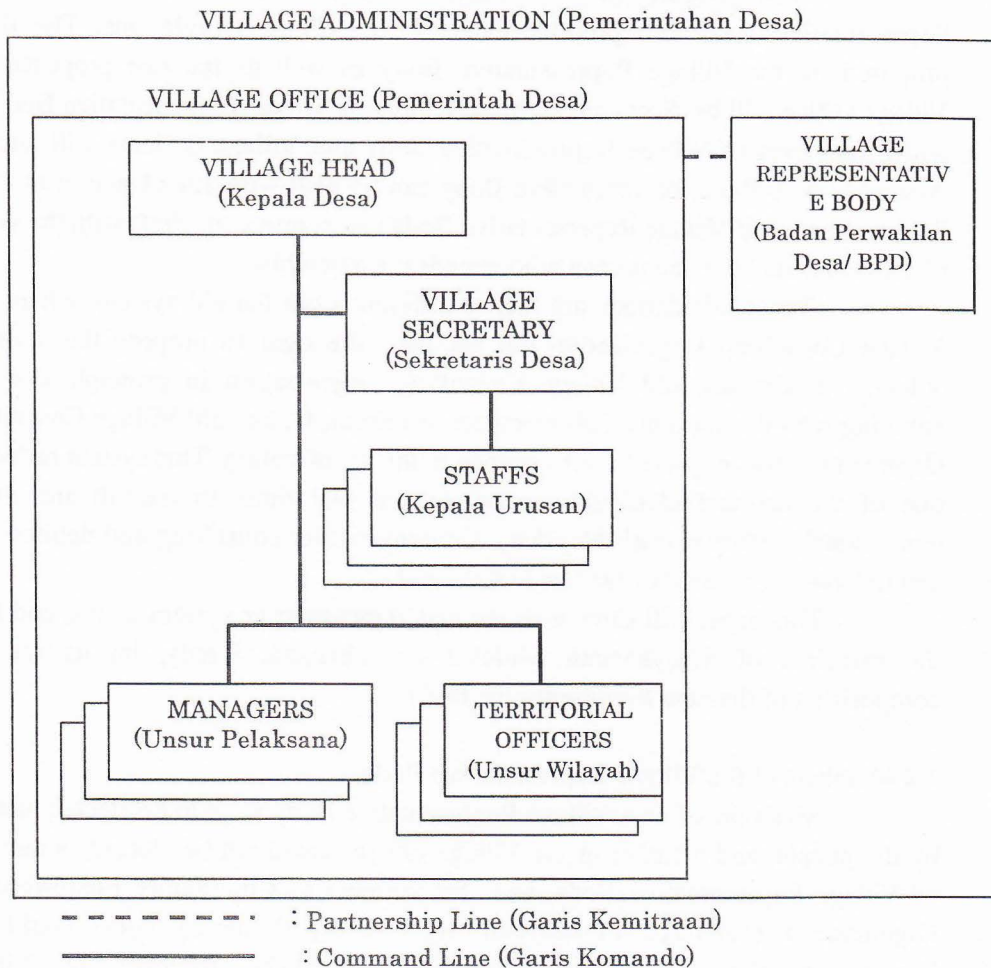 VILLAGE ADMINISTRATION (Pemerintahan Desa)
VILLAGE OFFICE (Pemerintah Desa)
VILLAGE HEAD
(Kepala Desa)
VILLAGE
REPRESENTATIV
E BODY
(Badan Perwakilan
Desa/ BPD)
VILLAGE
SECRETARY
(Sekretaris Desa)
STAFFS
(Kepala Urusan)
MANAGERS
(Unsur Pelaksana)
TERRITORIAL
OFFICERS
(Unsur Wilayah)
: Partnership Line (Garis Kemitraan)
: Command Line (Garis Komando)